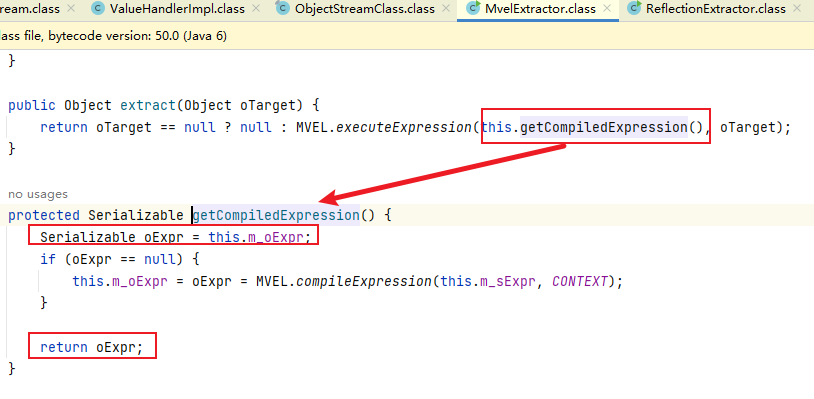 ream.class × ValueHandlerImpl.class × ObjectStreamClass.class × MvelExtractor.class × ReflectionExtractor.class ×
lass file, bytecode version: 50.0 (Java 6)
}
public Object extract(Object oTarget) {
return oTarget == null ? null : MVEL.executeExpression(this.getCompiledExpression(), oTarget);
}
no usages
protected Serializable getCompiledExpression() {
Serializable oExpr = this.m_oExpr;
if (oExpr == null) {
this.m_oExpr = oExpr = MVEL.compileExpression(this.m_sExpr, CONTEXT);
}
return oExpr;
}